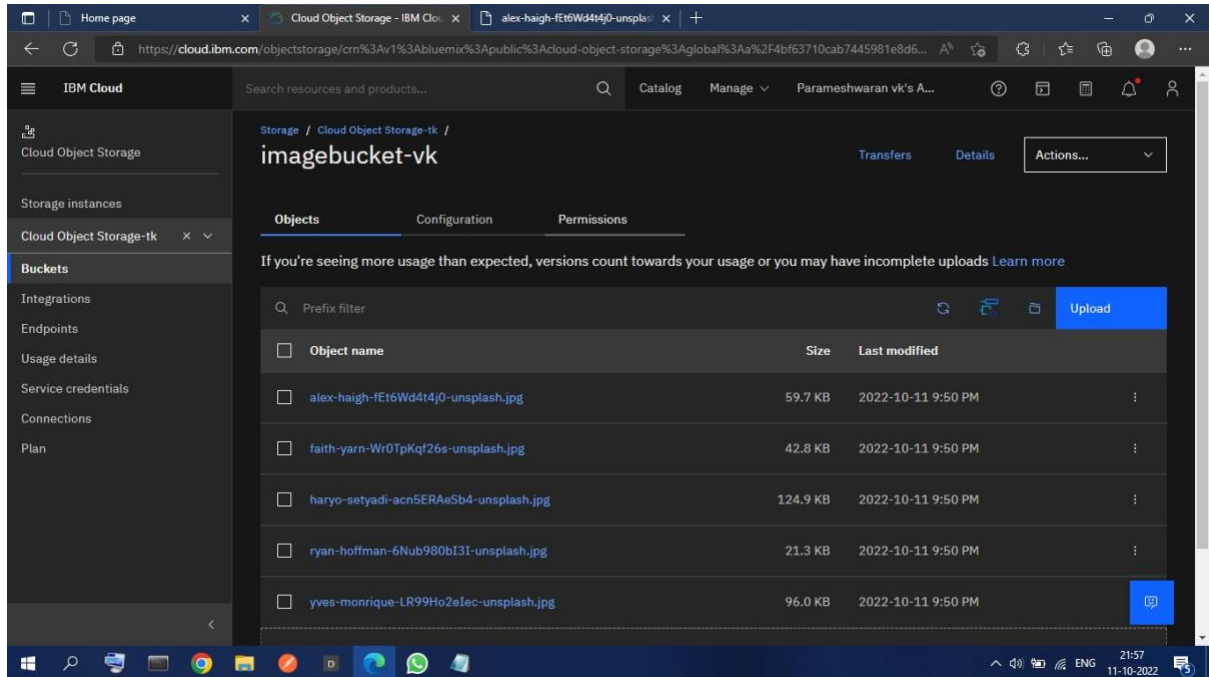 Home page
Cloud Object Storage - IBM Clou
alex-haigh-fEt6Wd4t4j0-unsplas
https://cloud.ibm.com/objectstorage/crn%3Av1%3Abluemix%3Apublic%3Acloud-object-storage%3Aglobal%3Aa%2F4bf63710cab7445981e8d6...
IBM Cloud
Search resources and products...
Catalog
Manage
Parameshwaran vk's A...
Cloud Object Storage
Storage instances
Cloud Object Storage-tk
Buckets
Integrations
Endpoints
Usage details
Service credentials
Connections
Plan
Storage / Cloud Object Storage-tk /
imagebucket-vk
Transfers
Details
Actions...
Objects
Configuration
Permissions
If you're seeing more usage than expected, versions count towards your usage or you may have incomplete uploads Learn more
Prefix filter
Upload
Object name Size Last modified
alex-haigh-fEt6Wd4t4j0-unsplash.jpg 59.7 KB 2022-10-11 9:50 PM
faith-yarn-Wr0TpKqf26s-unsplash.jpg 42.8 KB 2022-10-11 9:50 PM
haryo-setyadi-acn5ERAeSb4-unsplash.jpg 124.9 KB 2022-10-11 9:50 PM
ryan-hoffman-6Nub980bI3I-unsplash.jpg 21.3 KB 2022-10-11 9:50 PM
yves-monrique-LR99Ho2eIec-unsplash.jpg 96.0 KB 2022-10-11 9:50 PM
D
ENG
21:57
11-10-2022
5